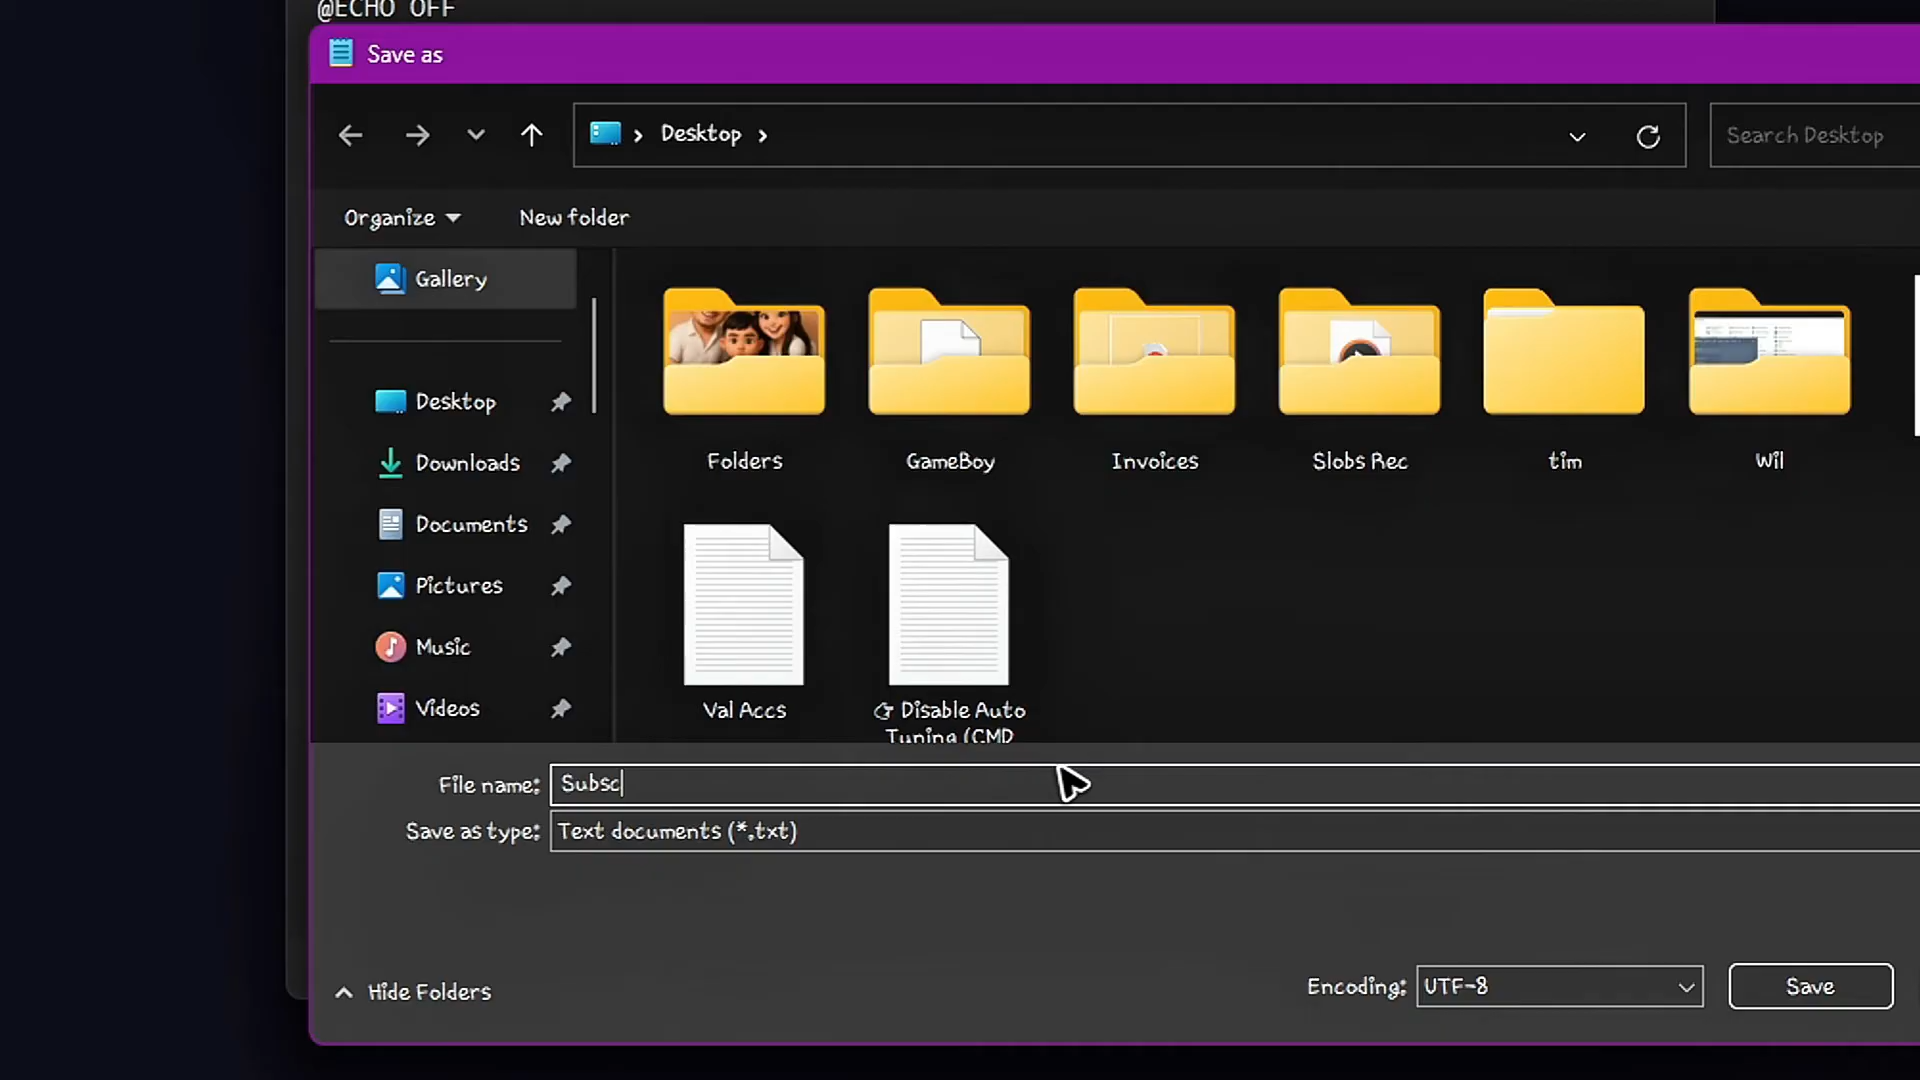 @ECHO OFF
Save as
Desktop
Search Desktop
Organize
New folder
Gallery
Desktop
Downloads
Documents
Pictures
Music
Videos
Folders
GameBoy
Invoices
Slobs Rec
tim
Wil
Val Accs
Disable Auto
Tuning (CMD
File name:
Subsc
Save as type:
Text documents (*.txt)
Hide Folders
Encoding:
UTF-8
Save